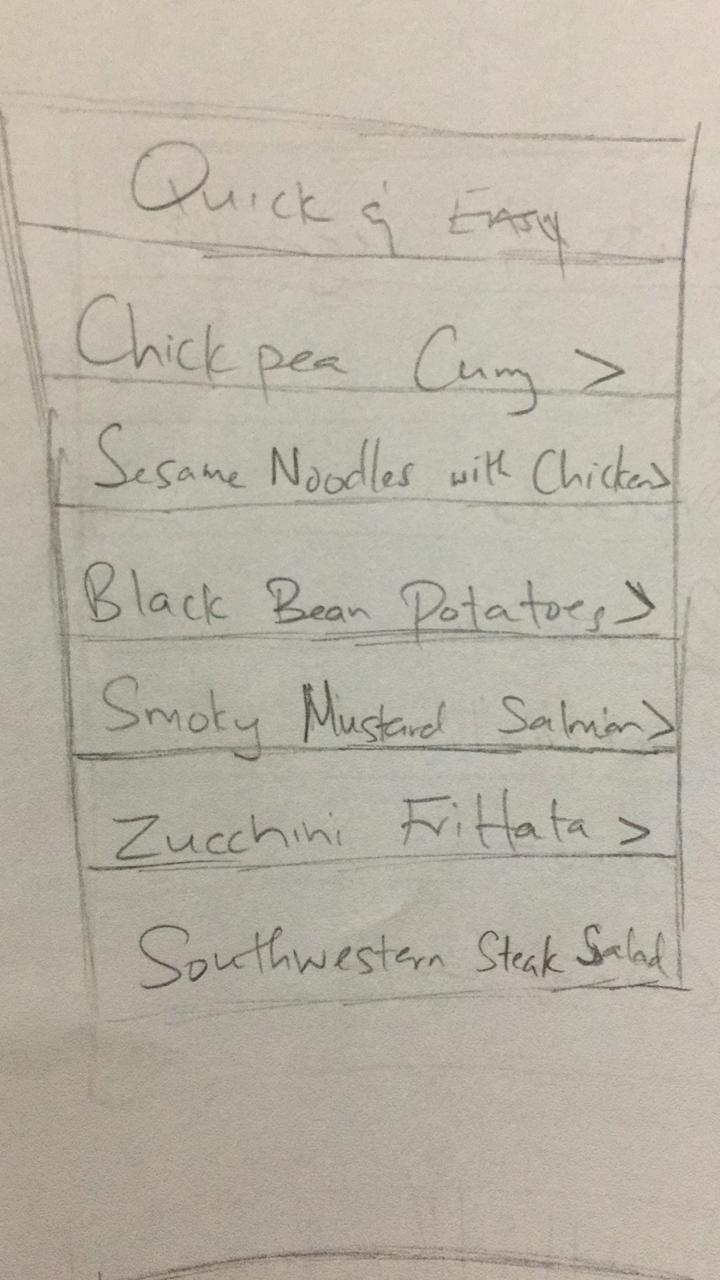 Quick & Easy
Chickpea Curry >
Sesame Noodles with Chicken>
Black Bean Potatoes>
Smoky Mustard Salmon>
Zucchini Frittata >
Southwestern Steak Salad